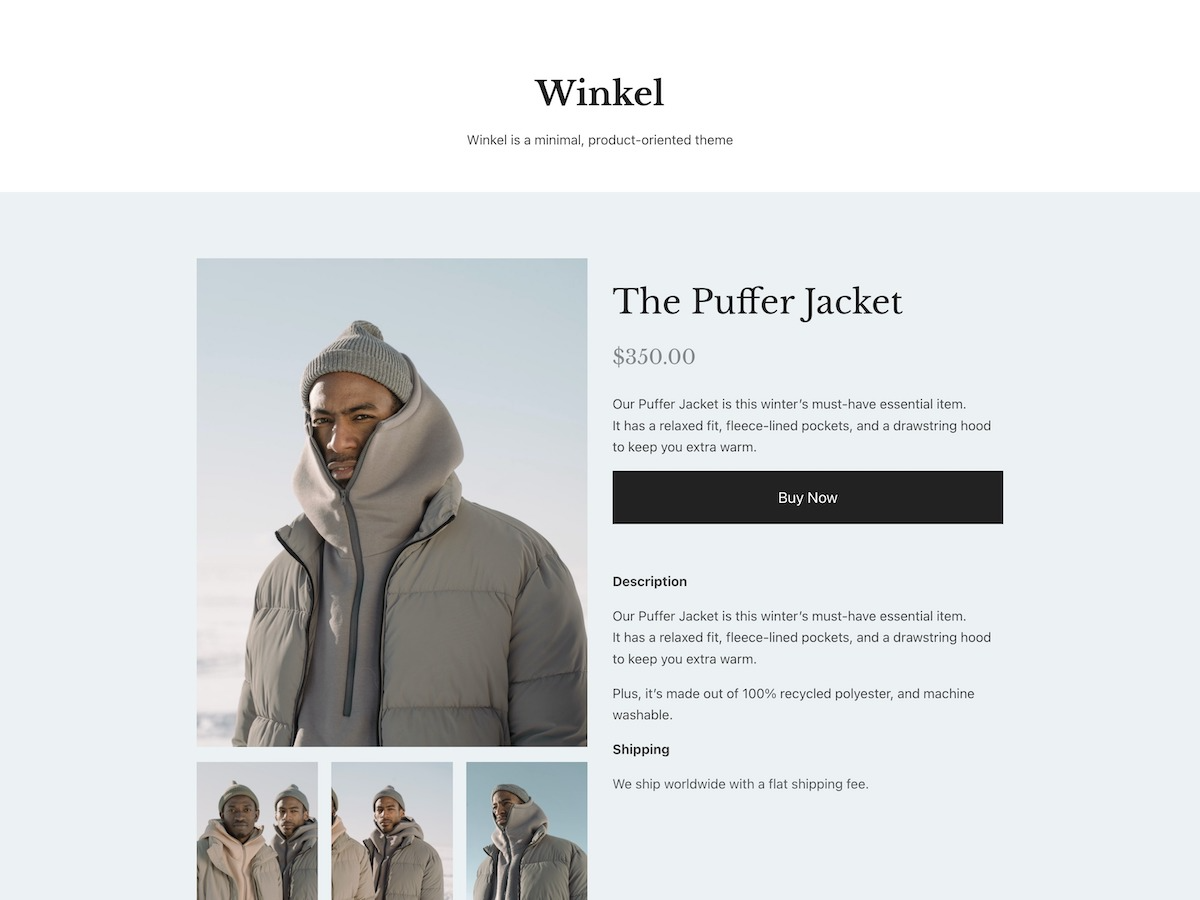 Winkel
Winkel is a minimal, product-oriented theme
The Puffer Jacket
$350.00
Our Puffer Jacket is this winter’s must-have essential item.
It has a relaxed fit, fleece-lined pockets, and a drawstring hood
to keep you extra warm.
Buy Now
Description
Our Puffer Jacket is this winter’s must-have essential item.
It has a relaxed fit, fleece-lined pockets, and a drawstring hood
to keep you extra warm.
Plus, it’s made out of 100% recycled polyester, and machine
washable.
Shipping
We ship worldwide with a flat shipping fee.